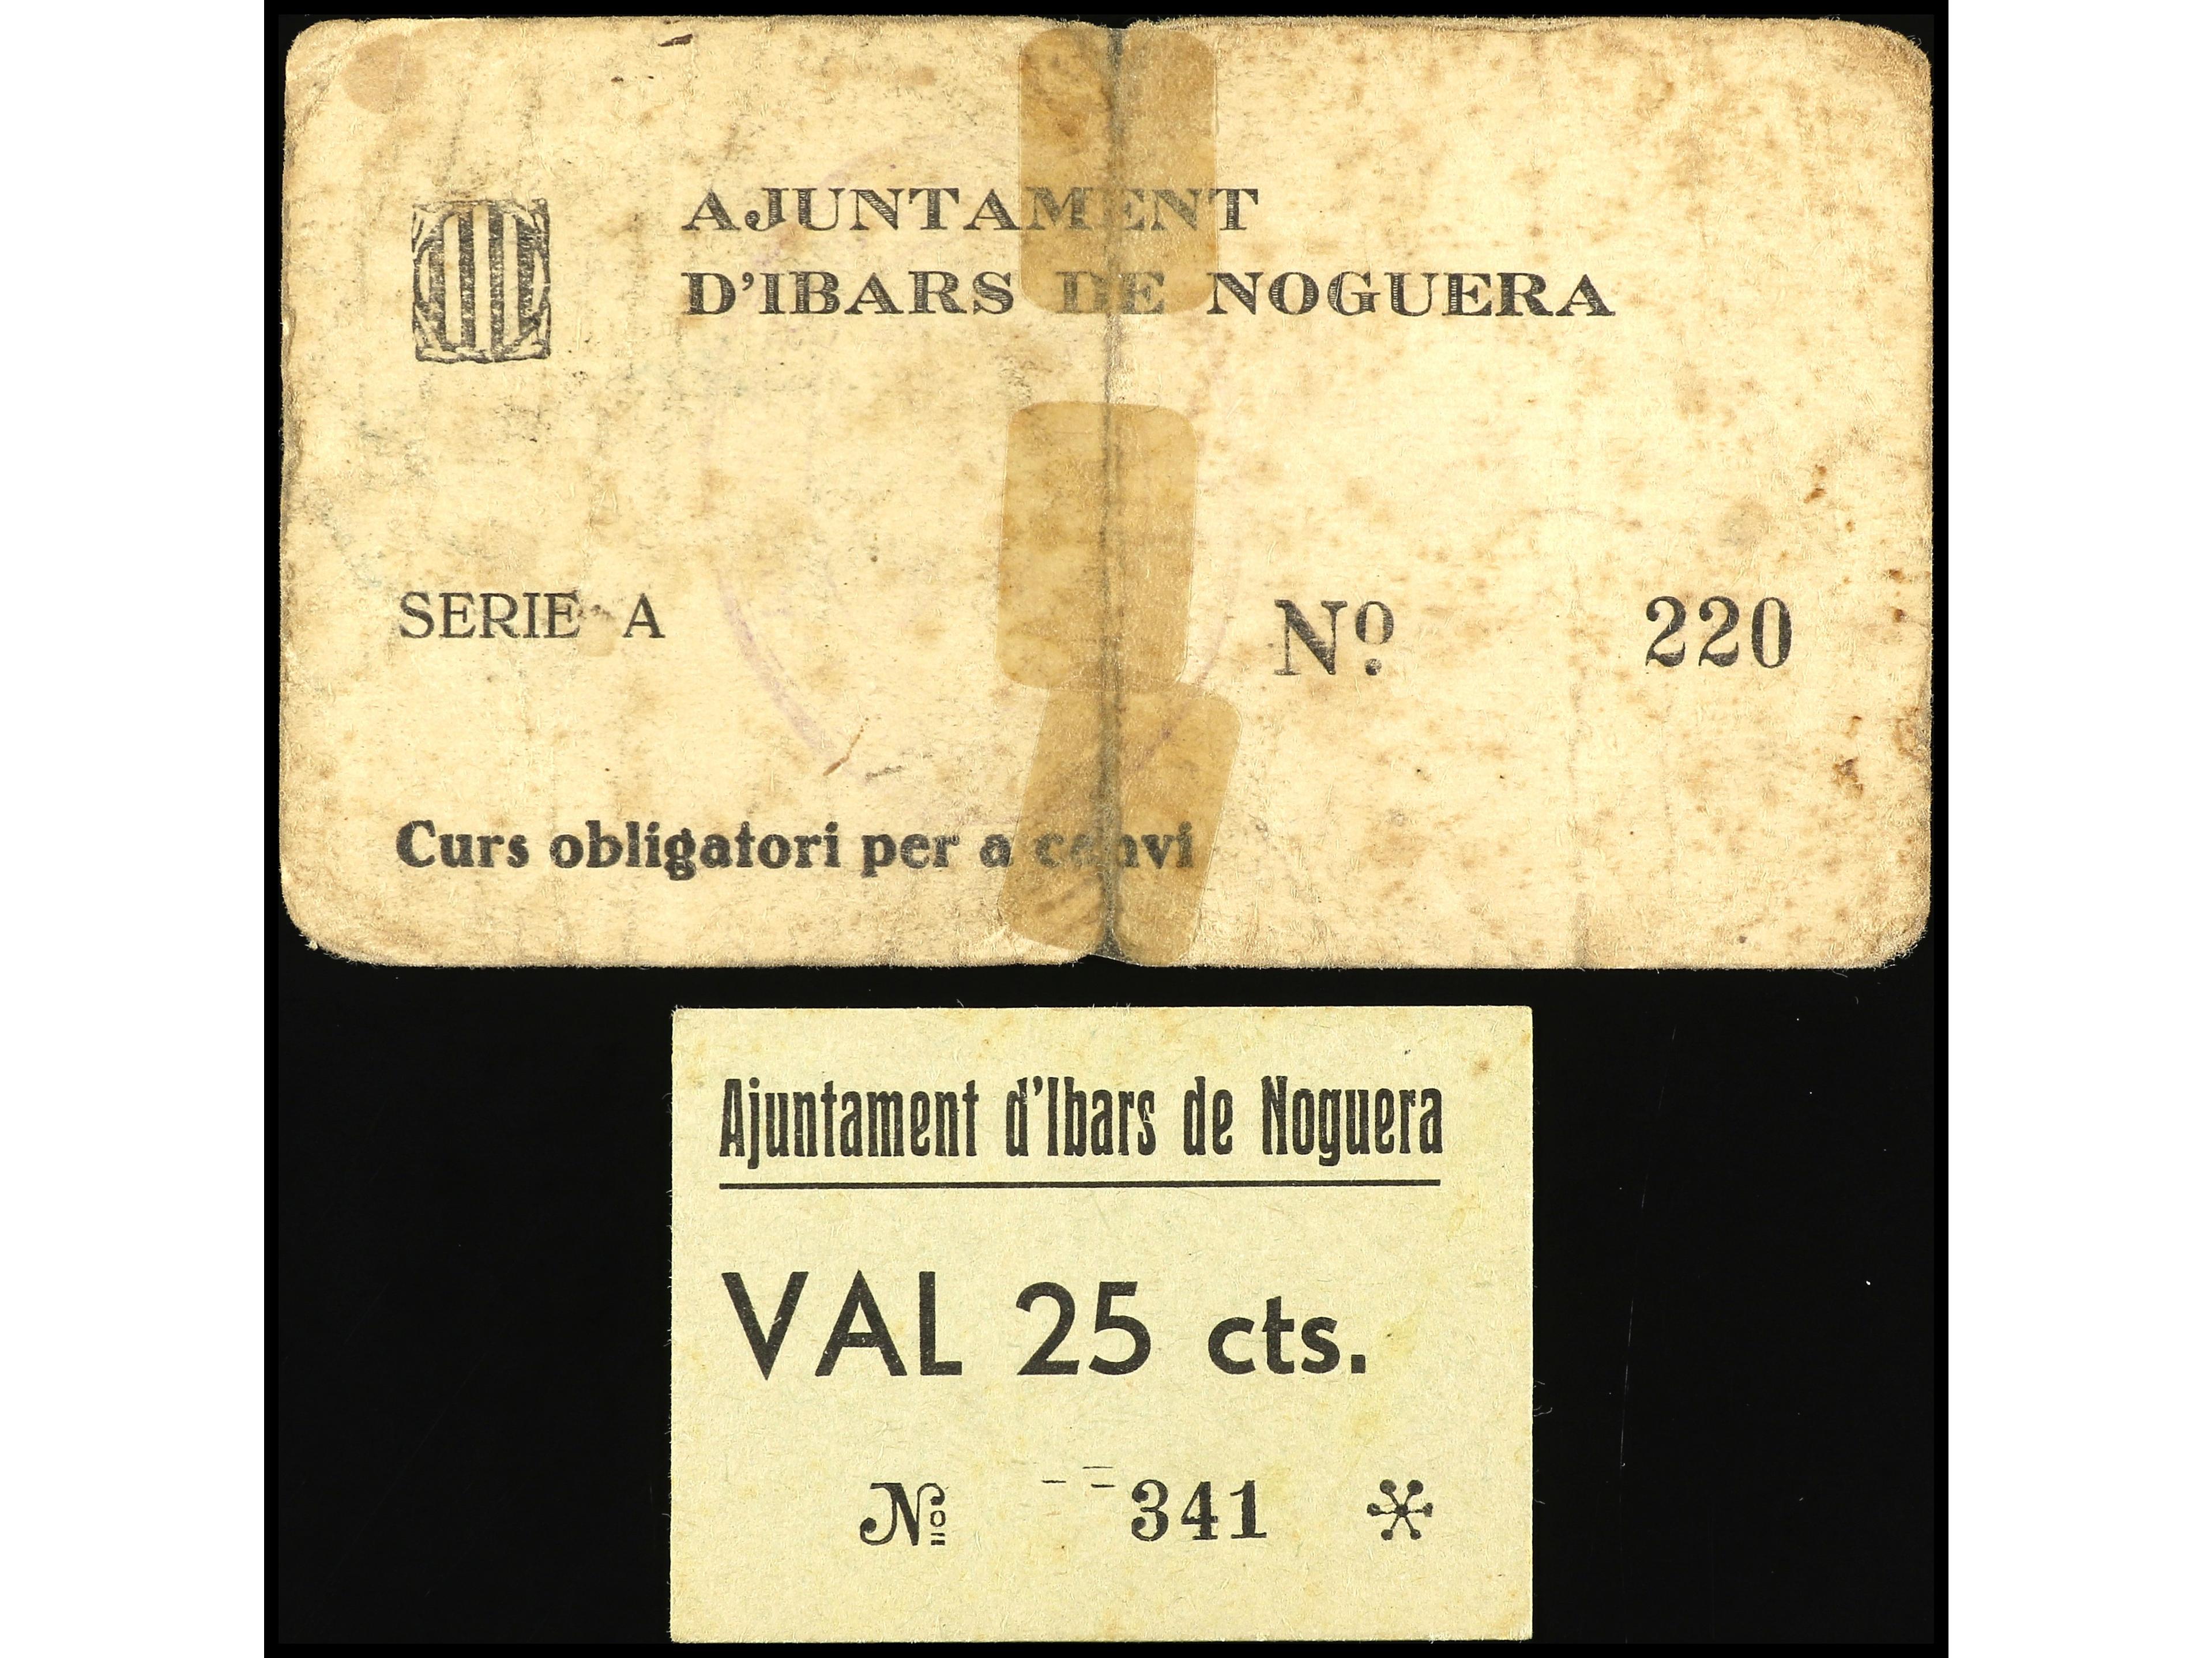 AJUNTAMENT
D'IBARS DE NOGUERA
SERIE A
Nº 220
Curs obligatori per a canvi
Ajuntament d'Ibars de Noguera
VAL 25 cts.
Nº 341